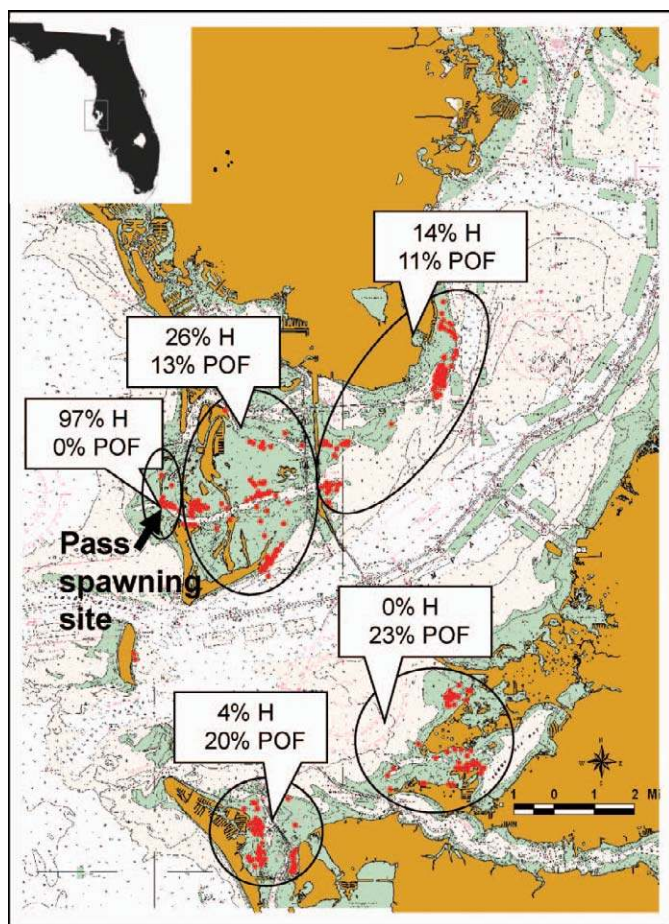 14% H
11% POF
26% H
13% POF
97% H
0% POF
Pass
spawning
site
0% H
23% POF
4% H
20% POF
N
W
E
S
1 0 1 2 Mi